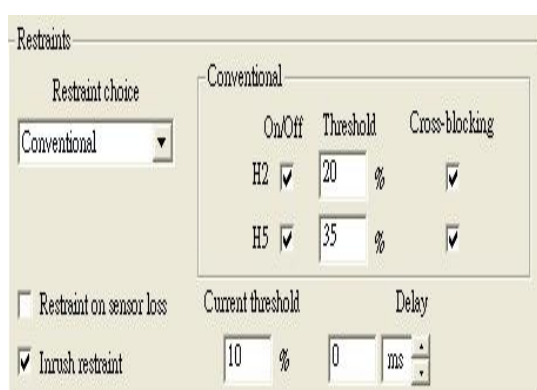 Restraints
Restraint choice
Conventional
Conventional
On/Off Threshold Cross-blocking
H2 20 %
H5 35 %
Restraint on sensor loss Current threshold Delay
Inrush restraint 10 % 0 ms